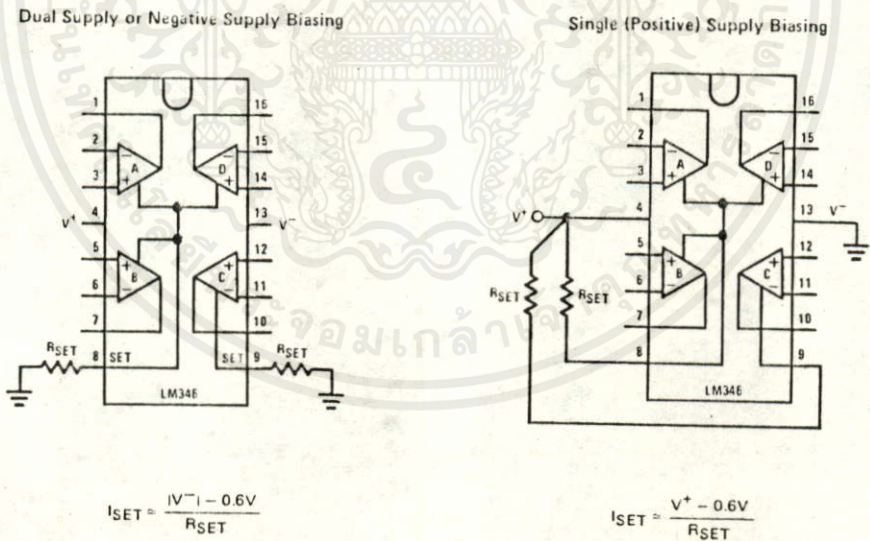 Dual Supply or Negative Supply Biasing
1
2
3
4
5
6
7
8
16
15
14
13
12
11
10
9
V+
V−
A
B
C
D
RSET
SET
SET
RSET
LM346
|V−| − 0.6V
ISET ≅
RSET
Single (Positive) Supply Biasing
1
2
3
4
5
6
7
8
16
15
14
13
12
11
10
9
V+
V−
A
B
C
D
RSET
RSET
LM346
V+ − 0.6V
ISET ≅
RSET